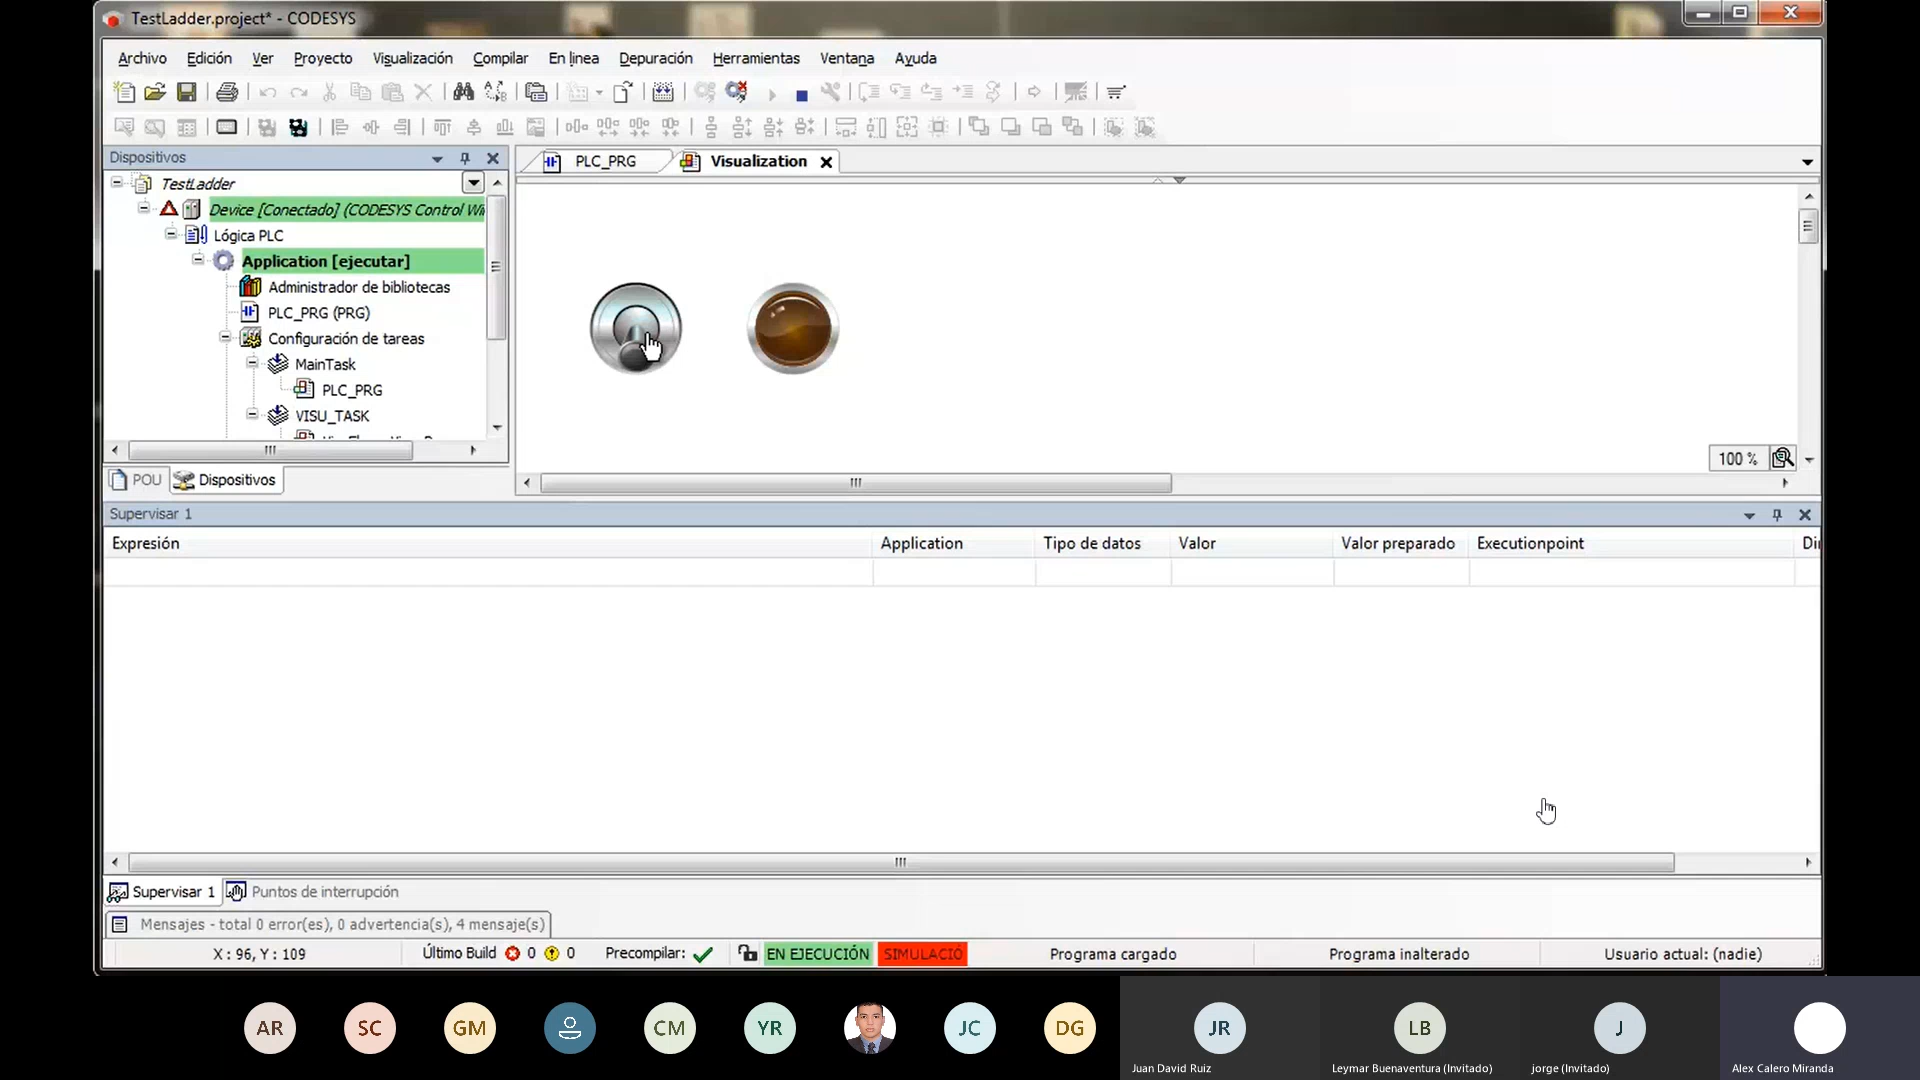 TestLadder.project* - CODESYS
Archivo Edición Ver Proyecto Visualización Compilar En linea Depuración Herramientas Ventana Ayuda
Dispositivos
TestLadder
Device [Conectado] (CODESYS Control Wi
Lógica PLC
Application [ejecutar]
Administrador de bibliotecas
PLC_PRG (PRG)
Configuración de tareas
MainTask
PLC_PRG
VISU_TASK
POU Dispositivos
PLC_PRG Visualization
100 %
Supervisar 1
Expresión Application Tipo de datos Valor Valor preparado Executionpoint Di
Supervisar 1 Puntos de interrupción
Mensajes - total 0 error(es), 0 advertencia(s), 4 mensaje(s)
X : 96, Y : 109 Último Build 0 0 Precompilar: EN EJECUCIÓN SIMULACIÓ Programa cargado Programa inalterado Usuario actual: (nadie)
AR SC GM CM YR JC DG JR LB J
Juan David Ruiz Leymar Buenaventura (Invitado) jorge (Invitado) Alex Calero Miranda